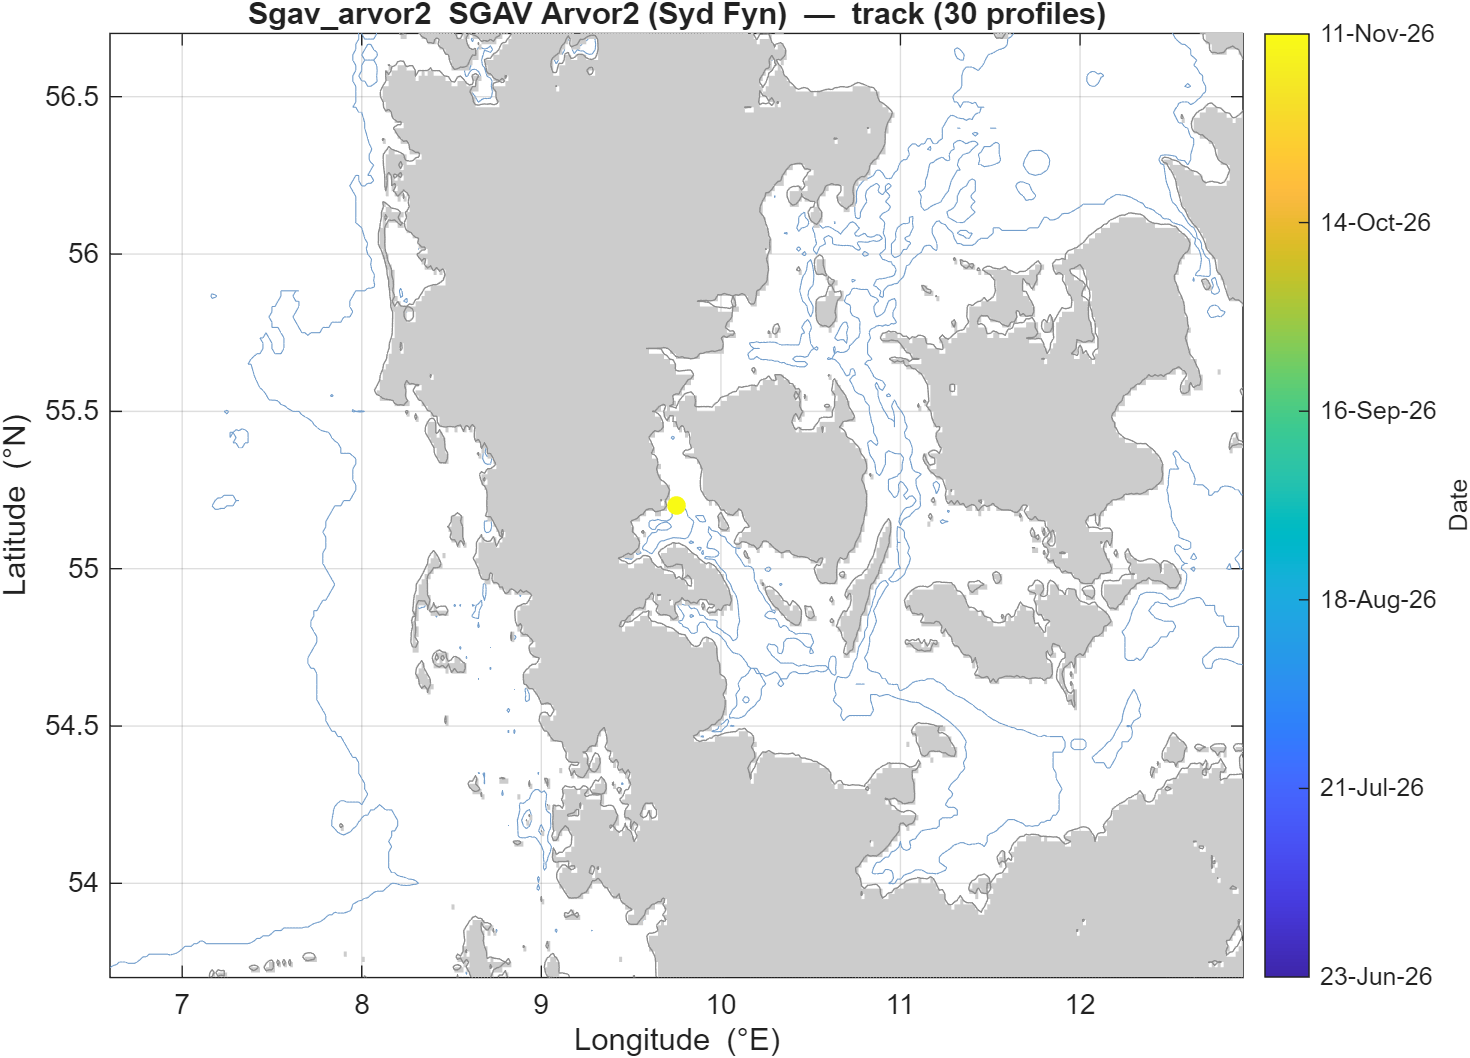 Sgav_arvor2  SGAV Arvor2 (Syd Fyn)  —  track (30 profiles)
56.5
56
55.5
55
54.5
54
Latitude (°N)
7
8
9
10
11
12
Longitude (°E)
11-Nov-26
14-Oct-26
16-Sep-26
18-Aug-26
21-Jul-26
23-Jun-26
Date